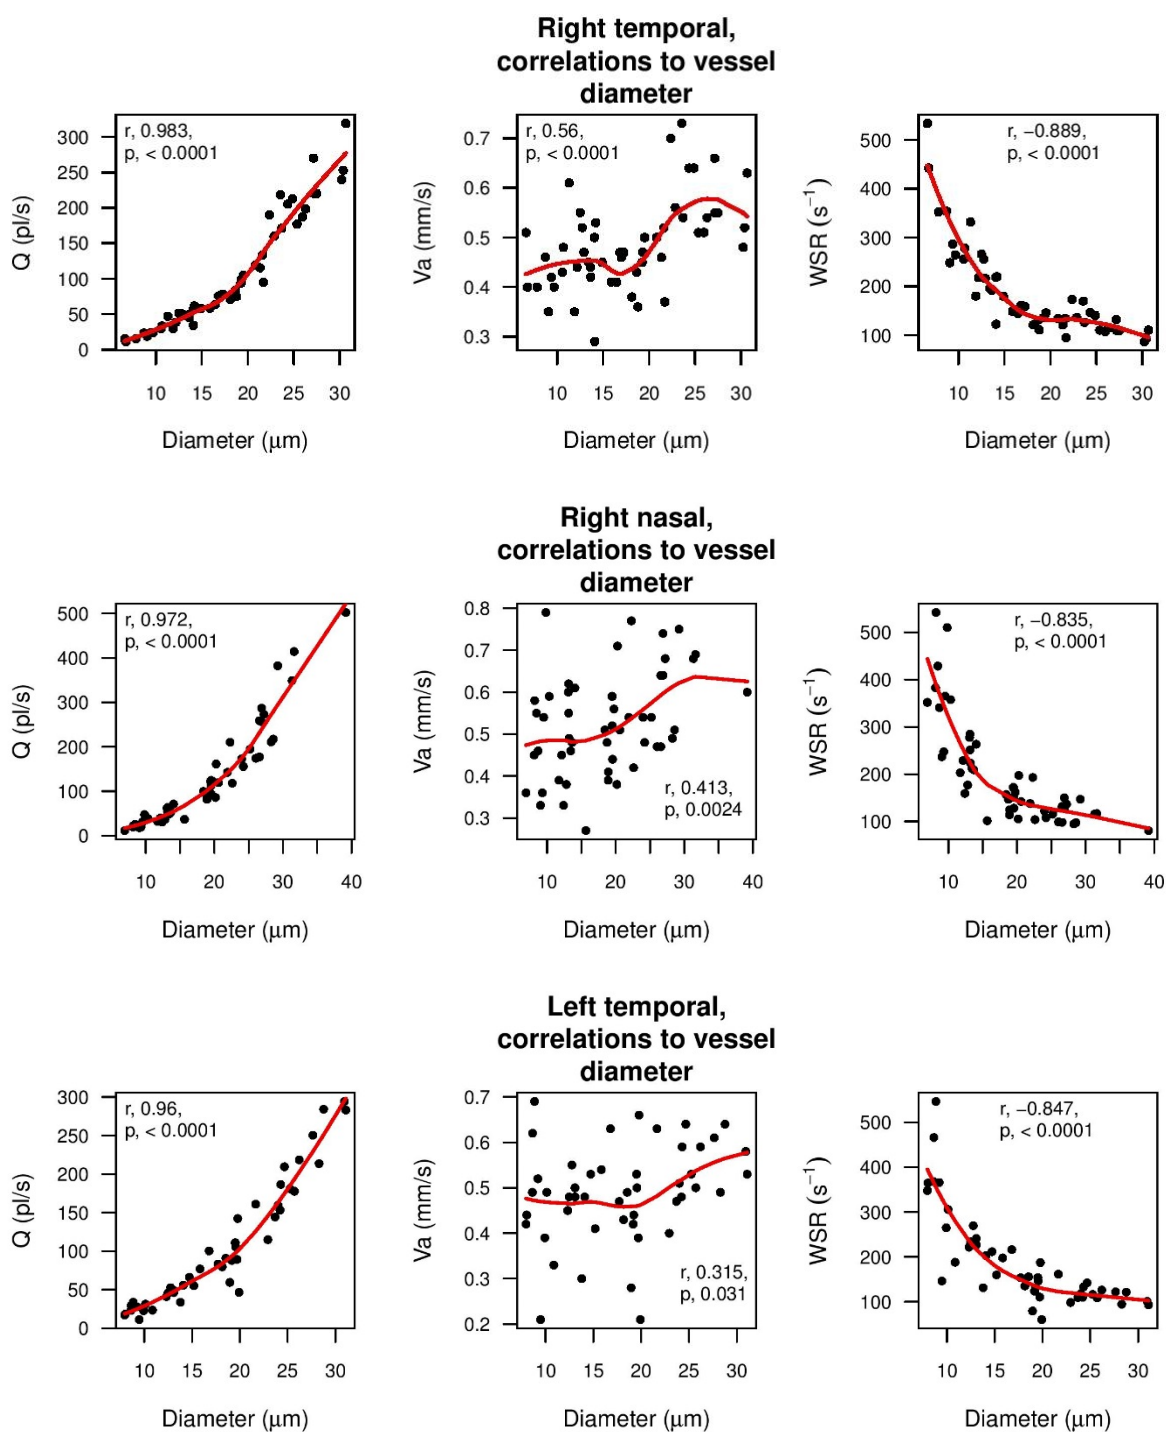 Right temporal,
correlations to vessel
diameter
r, 0.983,
p, < 0.0001
300
250
200
150
100
50
0
Q (pl/s)
10 15 20 25 30
Diameter (μm)
r, 0.56,
p, < 0.0001
0.7
0.6
0.5
0.4
0.3
Va (mm/s)
10 15 20 25 30
Diameter (μm)
r, −0.889,
p, < 0.0001
500
400
300
200
100
WSR (s⁻¹)
10 15 20 25 30
Diameter (μm)
Right nasal,
correlations to vessel
diameter
r, 0.972,
p, < 0.0001
500
400
300
200
100
0
Q (pl/s)
10 20 30 40
Diameter (μm)
0.8
0.7
0.6
0.5
0.4
0.3
Va (mm/s)
r, 0.413,
p, 0.0024
10 20 30 40
Diameter (μm)
r, −0.835,
p, < 0.0001
500
400
300
200
100
WSR (s⁻¹)
10 20 30 40
Diameter (μm)
Left temporal,
correlations to vessel
diameter
r, 0.96,
p, < 0.0001
300
250
200
150
100
50
0
Q (pl/s)
10 15 20 25 30
Diameter (μm)
0.7
0.6
0.5
0.4
0.3
0.2
Va (mm/s)
r, 0.315,
p, 0.031
10 15 20 25 30
Diameter (μm)
r, −0.847,
p, < 0.0001
500
400
300
200
100
WSR (s⁻¹)
10 15 20 25 30
Diameter (μm)